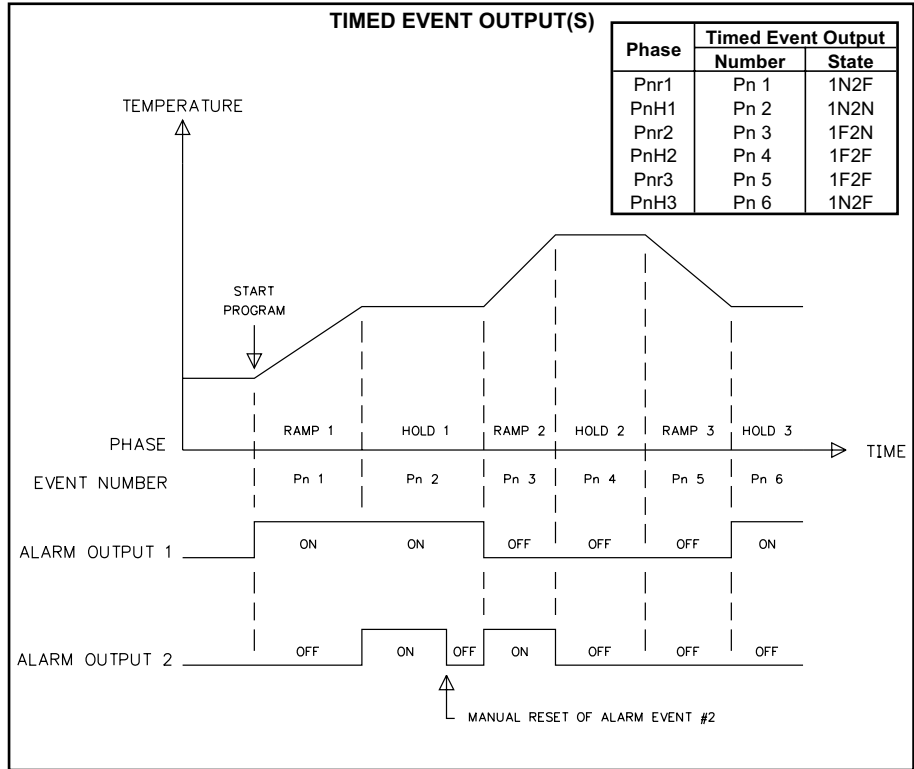 TIMED EVENT OUTPUT(S)
Phase Timed Event Output
Number State
Pnr1 Pn 1 1N2F
PnH1 Pn 2 1N2N
Pnr2 Pn 3 1F2N
PnH2 Pn 4 1F2F
Pnr3 Pn 5 1F2F
PnH3 Pn 6 1N2F
TEMPERATURE
START
PROGRAM
PHASE RAMP 1 HOLD 1 RAMP 2 HOLD 2 RAMP 3 HOLD 3 TIME
EVENT NUMBER Pn 1 Pn 2 Pn 3 Pn 4 Pn 5 Pn 6
ALARM OUTPUT 1 ON ON OFF OFF OFF ON
ALARM OUTPUT 2 OFF ON OFF ON OFF OFF OFF
MANUAL RESET OF ALARM EVENT #2